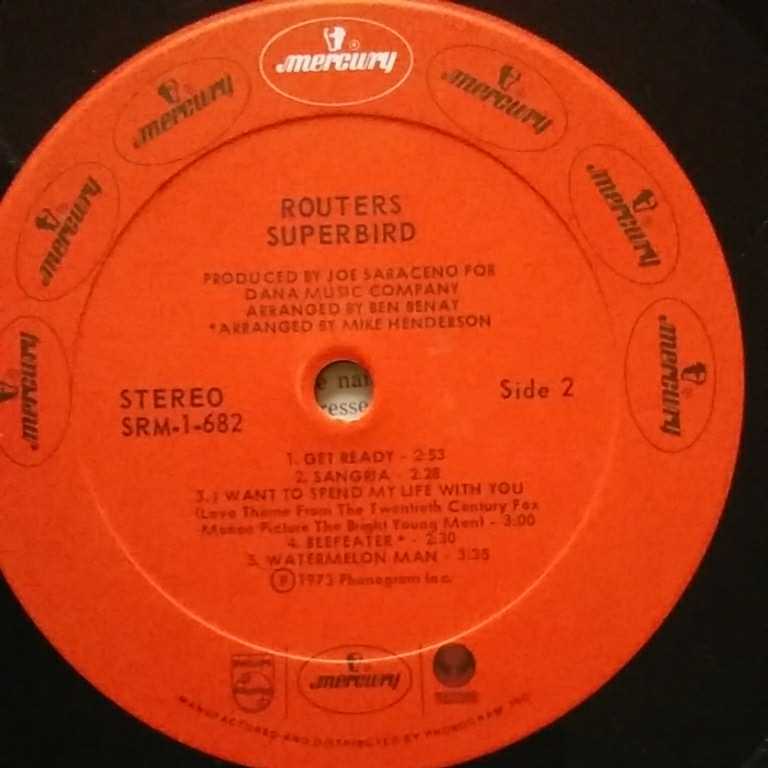 mercury
mercury
mercury
mercury
mercury
mercury
mercury
ROUTERS
SUPERBIRD
PRODUCED BY JOE SARACENO FOR
DANA MUSIC COMPANY
ARRANGED BY BEN BENAY
*ARRANGED BY MIKE HENDERSON
STEREO
SRM-1-682
e nai
resse
Side 2
1. GET READY - 2:53
2. SANGRIA - 2:28
3. I WANT TO SPEND MY LIFE WITH YOU
(Love Theme From The Twentieth Century Fox
Motion Picture The Bright Young Men) - 3:00
4. BEEFEATER * - 2:30
5. WATERMELON MAN - 3:35
Ⓟ 1973 Phonogram Inc.
mercury
MANUFACTURED AND DISTRIBUTED BY PHONOGRAM, INC.